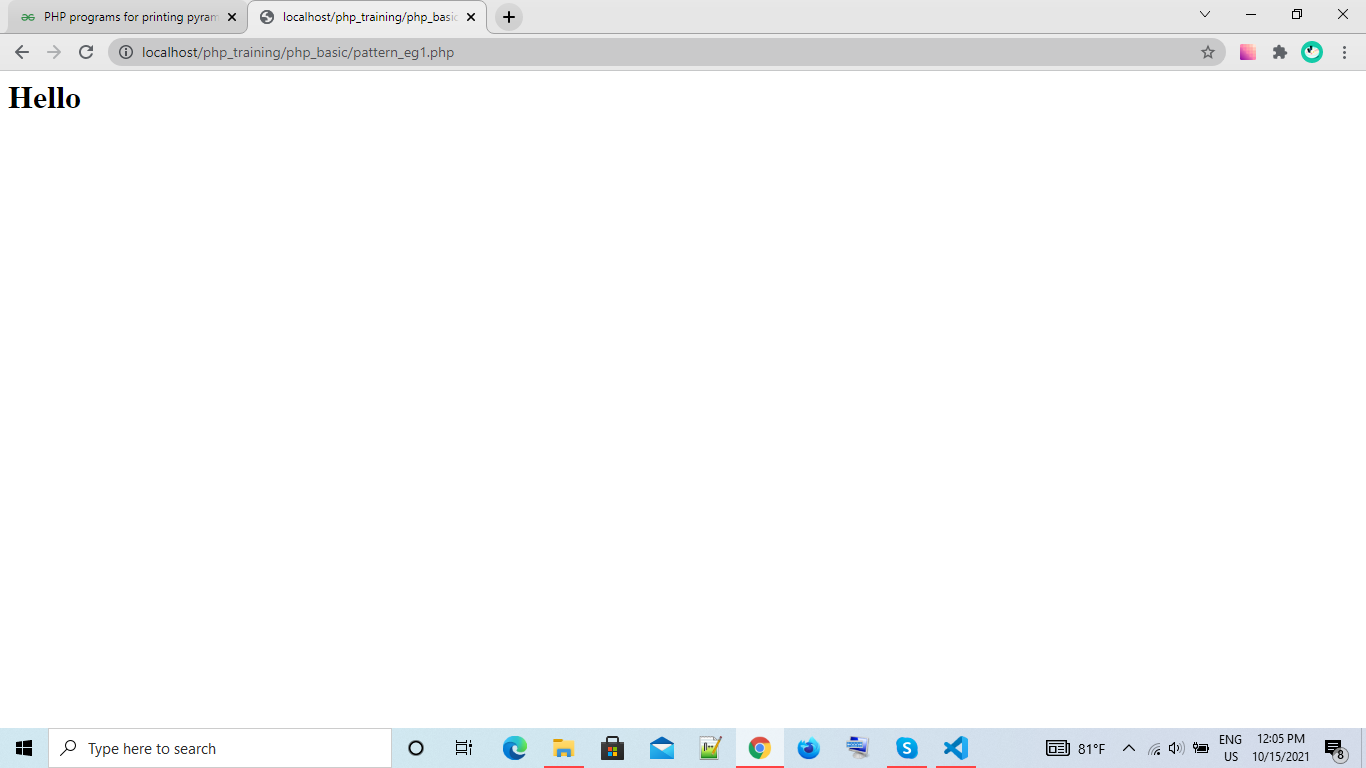 PHP programs for printing pyram
localhost/php_training/php_basic
localhost/php_training/php_basic/pattern_eg1.php
Hello
Type here to search
81°F
ENG
US
12:05 PM
10/15/2021
8